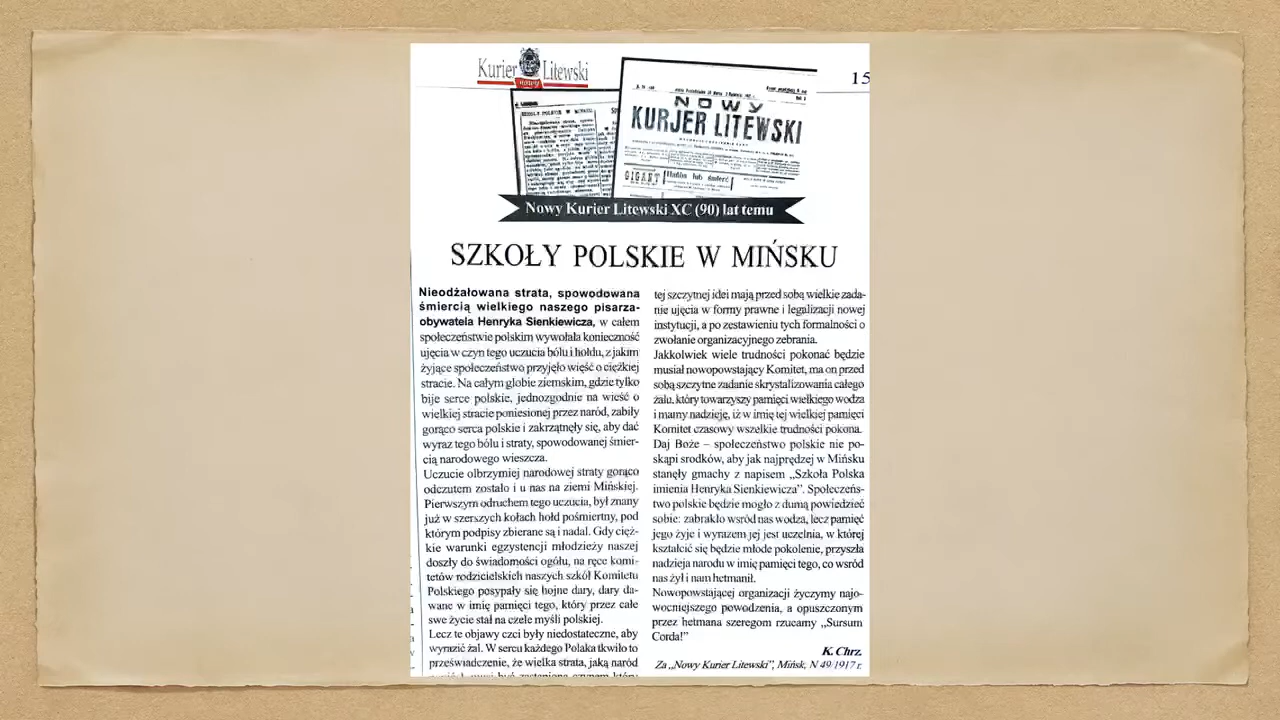 Kurier Litewski
nowy
15
NOWY
KURJER LITEWSKI
SZKOŁY POLSKIE W MIŃSKU
GIGANT
Hadim lub śmierć
Nowy Kurier Litewski XC (90) lat temu
SZKOŁY POLSKIE W MIŃSKU
Nieodżałowana strata, spowodowana
śmiercią wielkiego naszego pisarza-
obywatela Henryka Sienkiewicza, w całem
społeczeństwie polskim wywołała konieczność
ujęcia w czyn tego uczucia bólu i hołdu, z jakim
żyjące społeczeństwo przyjęło wieść o ciężkiej
stracie. Na całym globie ziemskim, gdzie tylko
bije serce polskie, jednozgodnie na wieść o
wielkiej stracie poniesionej przez naród, zabiły
gorąco serca polskie i zakrzątnęły się, aby dać
wyraz tego bólu i straty, spowodowanej śmier-
cią narodowego wieszcza.
Uczucie olbrzymiej narodowej straty gorąco
odczutem zostało i u nas na ziemi Mińskiej.
Pierwszym odruchem tego uczucia, był znany
już w szerszych kołach hołd pośmiertny, pod
którym podpisy zbierane są i nadal. Gdy cięż-
kie warunki egzystencji młodzieży naszej
doszły do świadomości ogółu, na ręce komi-
tetów rodzicielskich naszych szkół Komitetu
Polskiego posypały się hojne dary, dary da-
wane w imię pamięci tego, który przez całe
swe życie stał na czele myśli polskiej.
Lecz te objawy czci były niedostateczne, aby
wyrazić żal. W sercu każdego Polaka tkwiło to
przeświadczenie, że wielka strata, jaką naród
tej szczytnej idei mają przed sobą wielkie zada-
nie ujęcia w formy prawne i legalizacji nowej
instytucji, a po zestawieniu tych formalności o
zwołanie organizacyjnego zebrania.
Jakkolwiek wiele trudności pokonać będzie
musiał nowopowstający Komitet, ma on przed
sobą szczytne zadanie skrystalizowania całego
żalu, który towarzyszy pamięci wielkiego wodza
i mamy nadzieję, iż w imię tej wielkiej pamięci
Komitet czasowy wszelkie trudności pokona.
Daj Boże – społeczeństwo polskie nie po-
skąpi srodków, aby jak najprędzej w Mińsku
stanęły gmachy z napisem „Szkoła Polska
imienia Henryka Sienkiewicza”. Społeczeńs-
two polskie będzie mogło z dumą powiedzieć
sobie: zabrakło wsród nas wodza, lecz pamięć
jego żyje i wyrazem jej jest uczelnia, w której
kształcić się będzie młode pokolenie, przyszła
nadzieja narodu w imię pamięci tego, co wsród
nas żył i nam hetmanił.
Nowopowstającej organizacji życzymy najo-
wocniejszego powodzenia, a opuszczonym
przez hetmana szeregom rzucamy „Sursum
Corda!”
K. Chrz.
Za „Nowy Kurier Litewski”, Mińsk, N 49/1917 r.